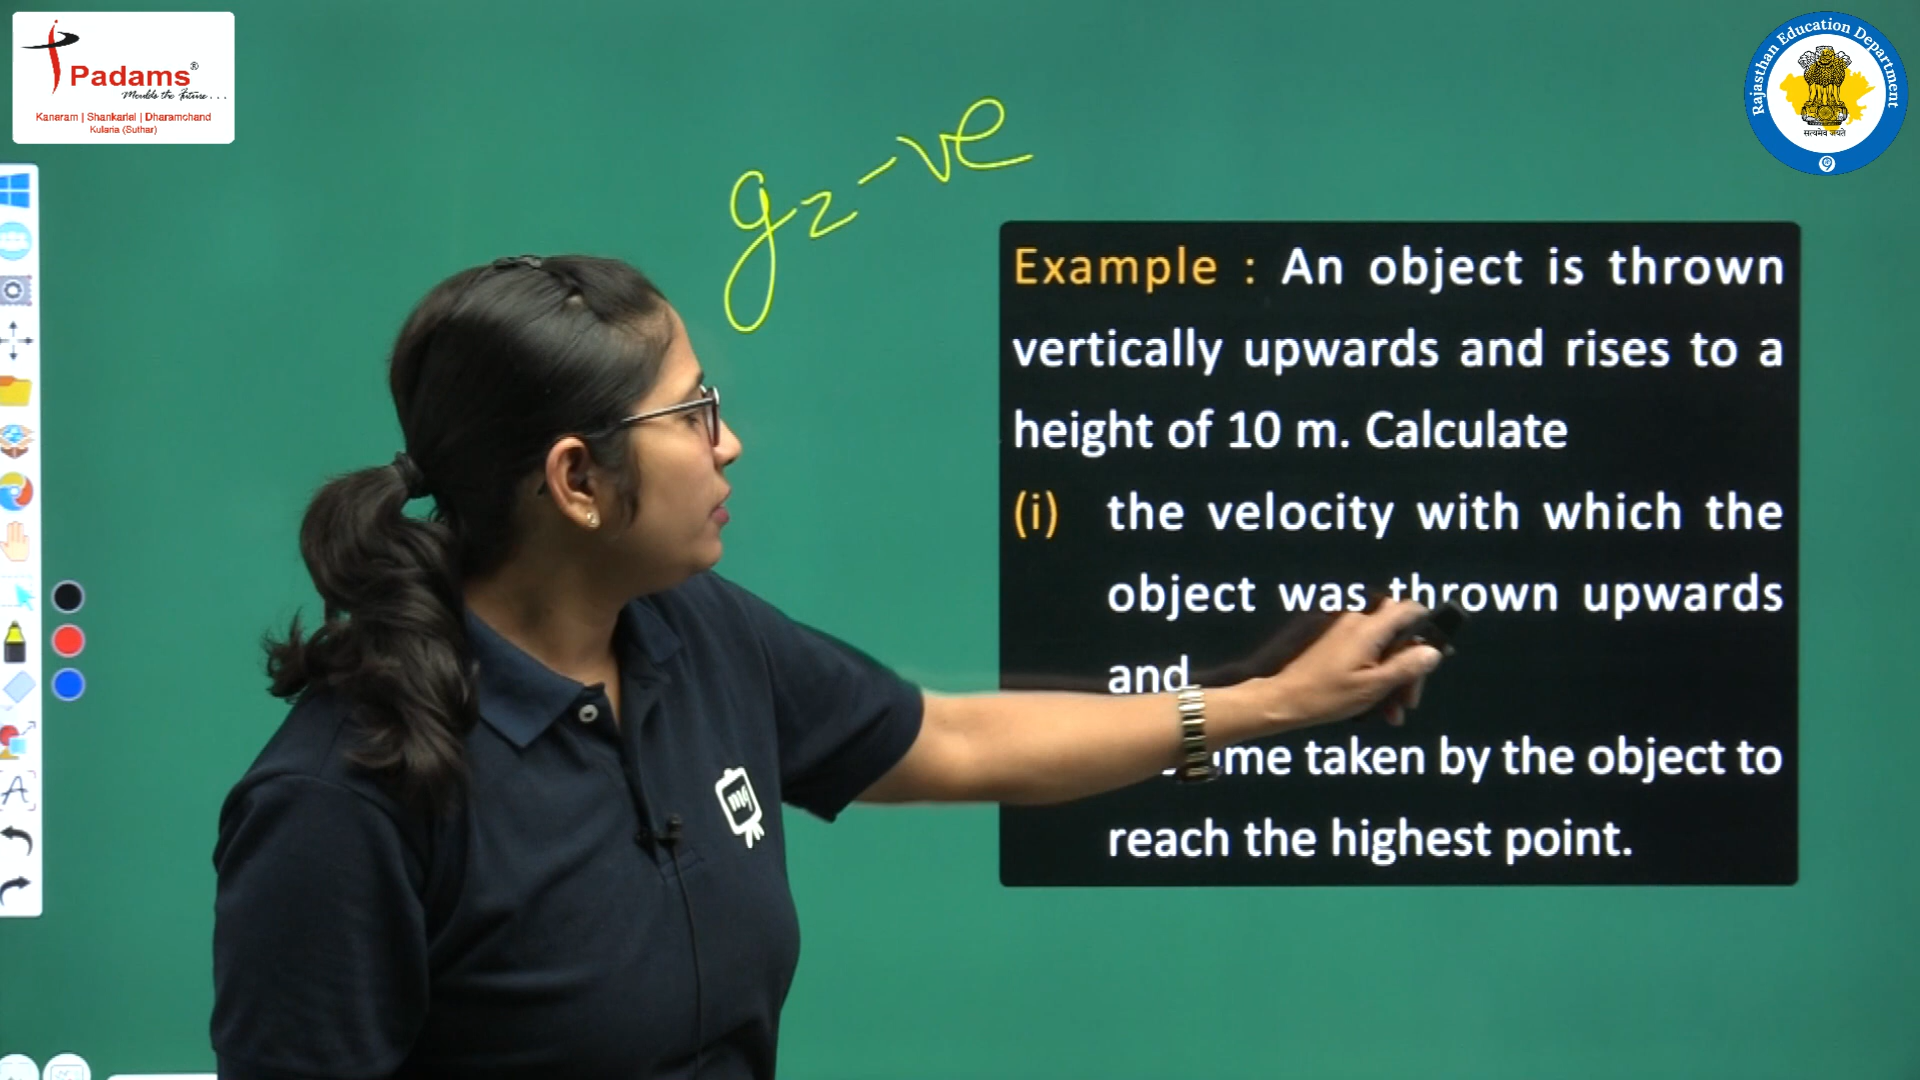 Padams®
Moulds the Future...
Kanaram | Shankarlal | Dharamchand
Kularia (Suthar)
Rajasthan Education Department
सत्यमेव जयते
g = -ve
Example : An object is thrown
vertically upwards and rises to a
height of 10 m. Calculate
(i) the velocity with which the
object was thrown upwards
and
taken by the object to
reach the highest point.
mq
A